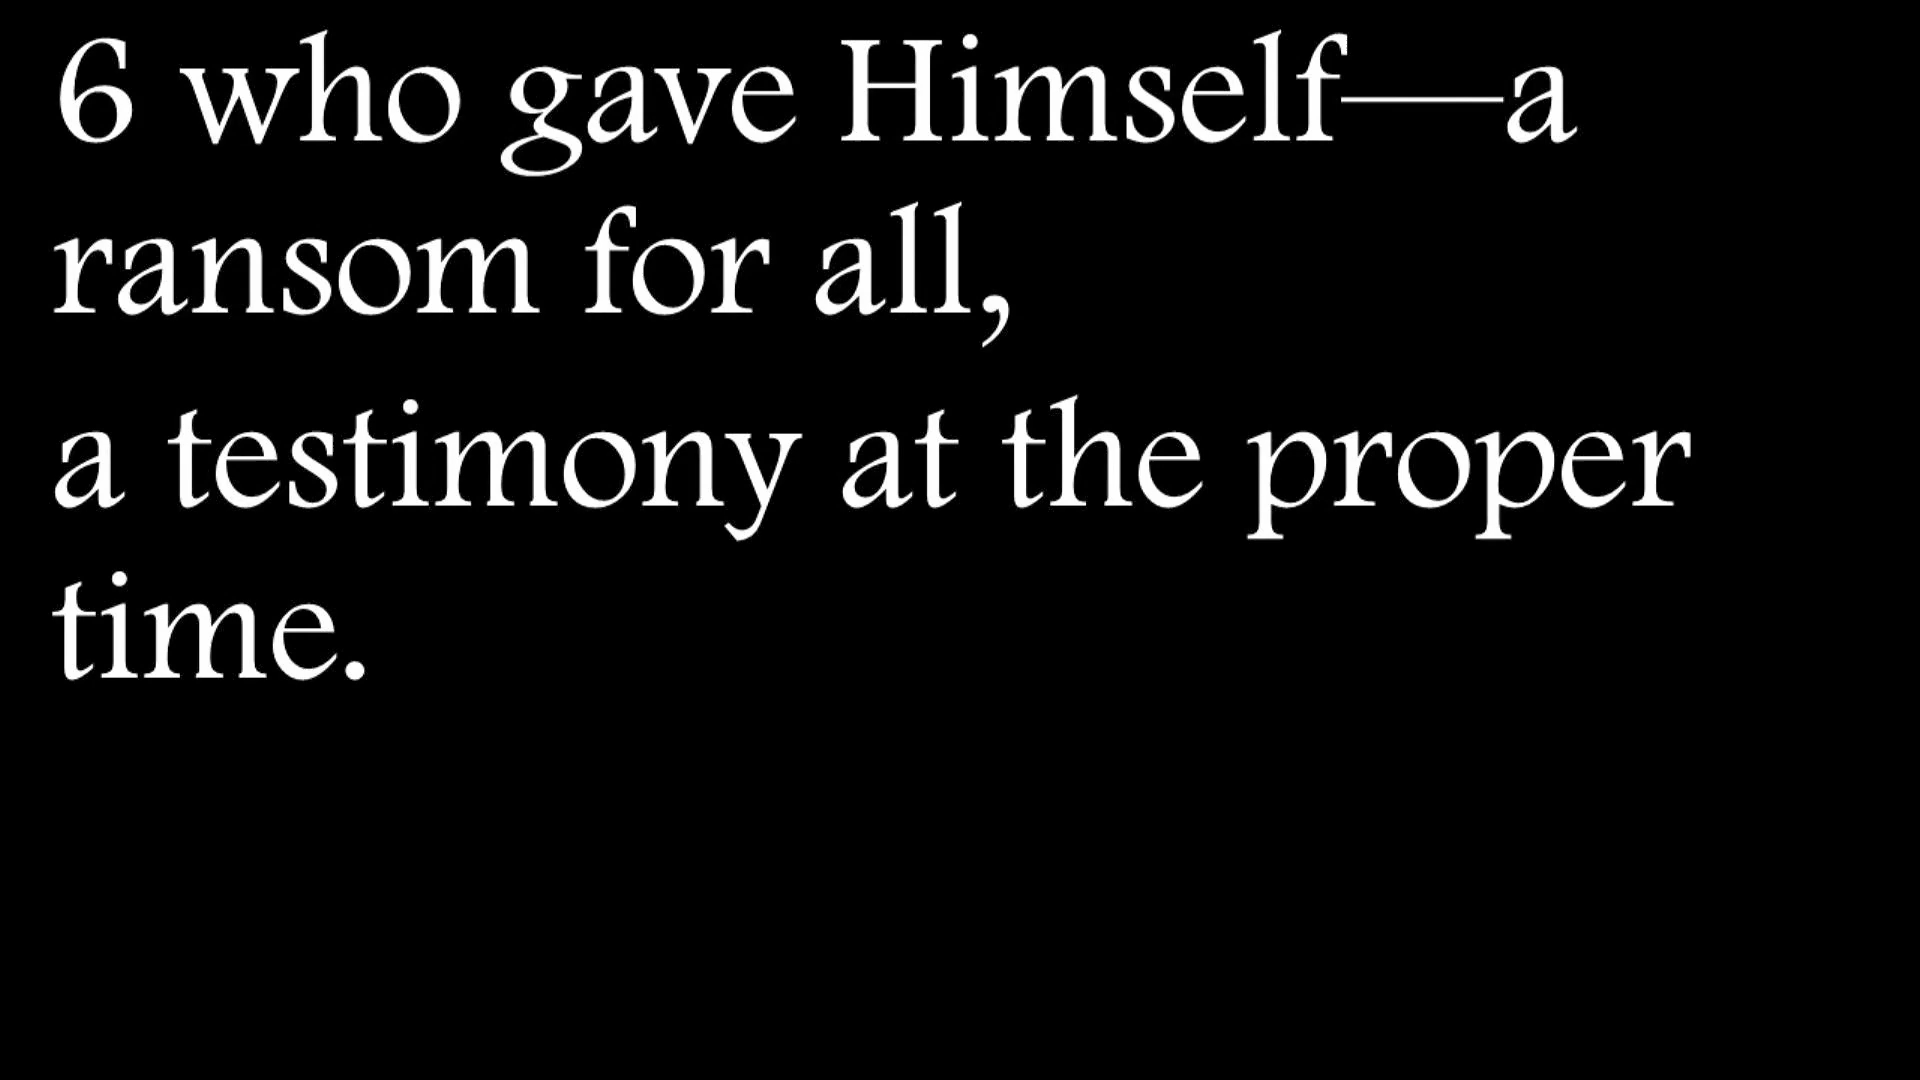 6 who gave Himself—a
ransom for all,
a testimony at the proper
time.